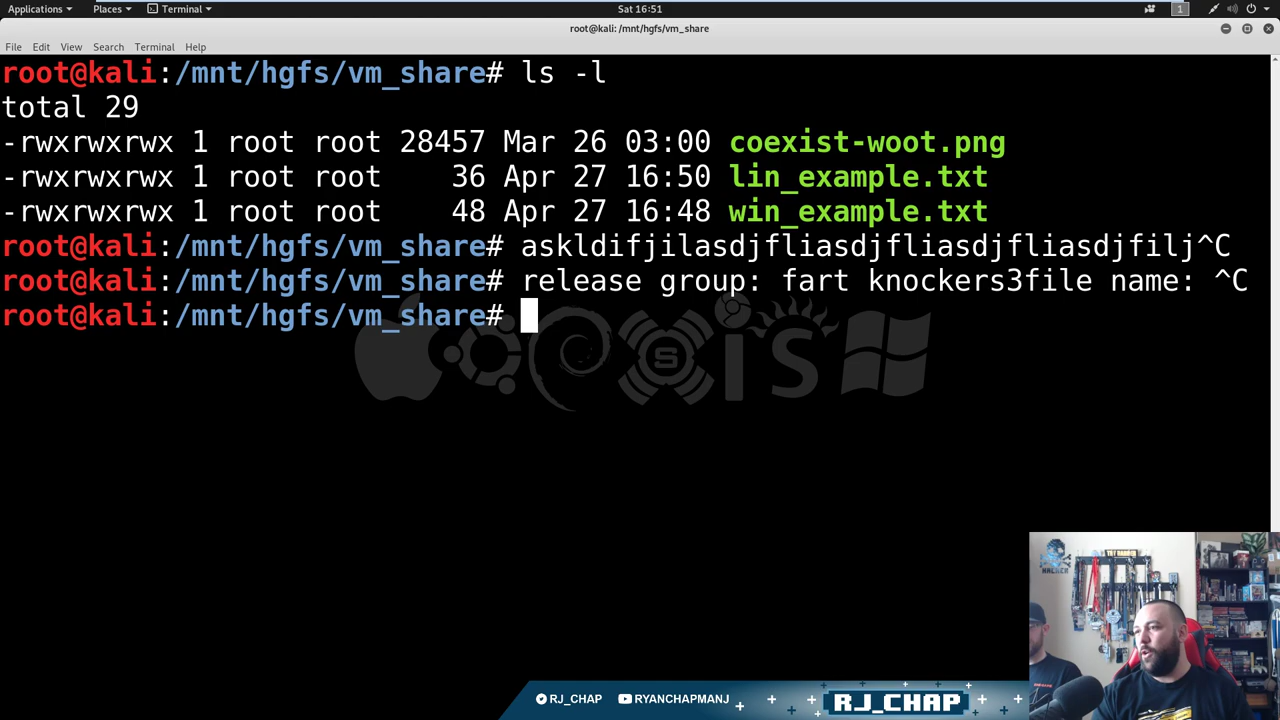 Applications Places Terminal Sat 16:51 1
root@kali: /mnt/hgfs/vm_share
File Edit View Search Terminal Help
root@kali:/mnt/hgfs/vm_share# ls -l
total 29
-rwxrwxrwx 1 root root 28457 Mar 26 03:00 coexist-woot.png
-rwxrwxrwx 1 root root    36 Apr 27 16:50 lin_example.txt
-rwxrwxrwx 1 root root    48 Apr 27 16:48 win_example.txt
root@kali:/mnt/hgfs/vm_share# askldifjilasdjfliasdjfliasdjfliasdjfilj^C
root@kali:/mnt/hgfs/vm_share# release group: fart knockers3file name: ^C
root@kali:/mnt/hgfs/vm_share#
RJ_CHAP RYANCHAPMANJ RJ_CHAP